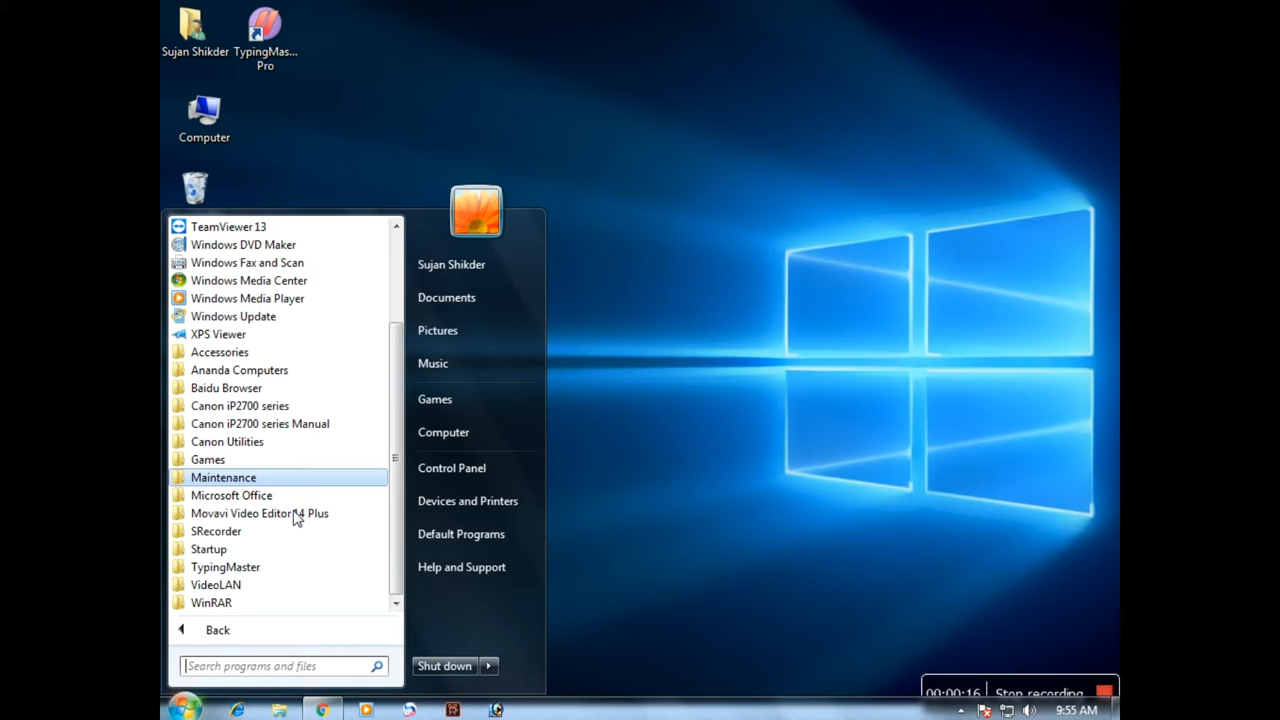 Sujan Shikder
TypingMas...
Pro
Computer
TeamViewer 13
Windows DVD Maker
Windows Fax and Scan
Windows Media Center
Windows Media Player
Windows Update
XPS Viewer
Accessories
Ananda Computers
Baidu Browser
Canon iP2700 series
Canon iP2700 series Manual
Canon Utilities
Games
Maintenance
Microsoft Office
Movavi Video Editor 14 Plus
SRecorder
Startup
TypingMaster
VideoLAN
WinRAR
Back
Search programs and files
Sujan Shikder
Documents
Pictures
Music
Games
Computer
Control Panel
Devices and Printers
Default Programs
Help and Support
Shut down
00:00:16
Stop recording
9:55 AM